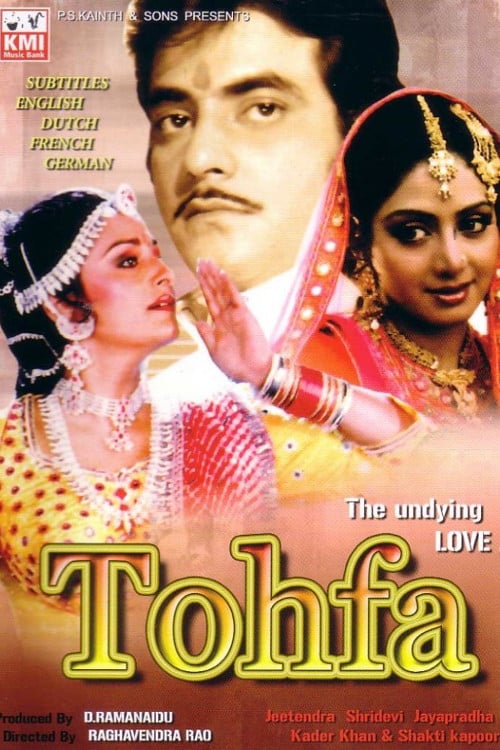 P.S.KAINTH & SONS PRESENTS
KMI
Music Bank
SUBTITLES
ENGLISH
DUTCH
FRENCH
GERMAN
The undying
LOVE
Tohfa
Produced By D.RAMANAIDU
Directed By RAGHAVENDRA RAO
Jeetendra Shridevi Jayapradha
Kader Khan & Shakti kapoor